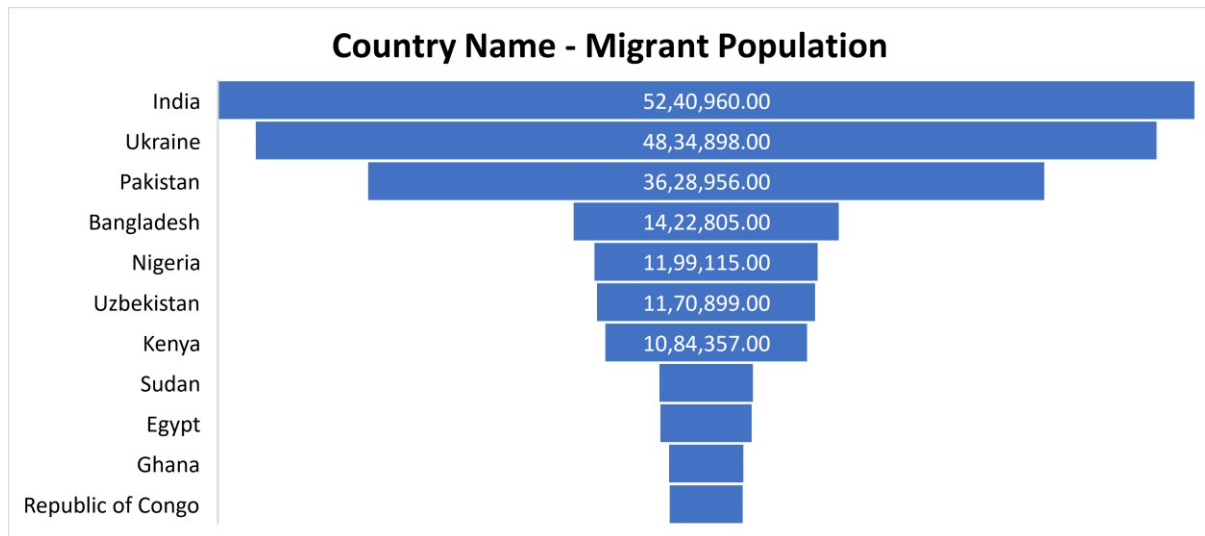 Country Name - Migrant Population
India 52,40,960.00
Ukraine 48,34,898.00
Pakistan 36,28,956.00
Bangladesh 14,22,805.00
Nigeria 11,99,115.00
Uzbekistan 11,70,899.00
Kenya 10,84,357.00
Sudan
Egypt
Ghana
Republic of Congo